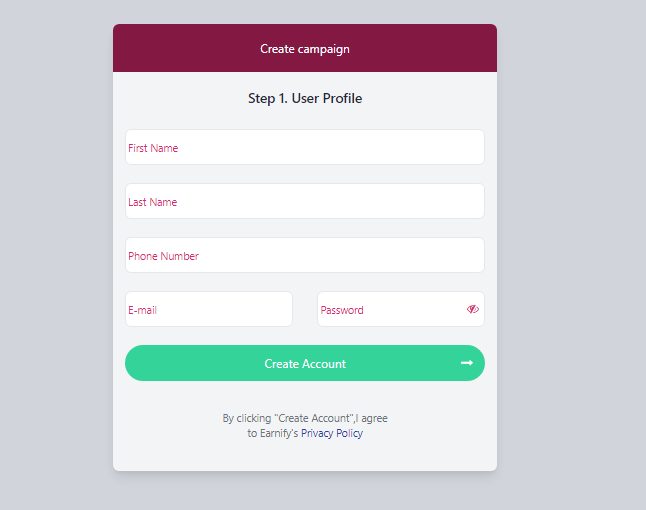 Create campaign
Step 1. User Profile
First Name
Last Name
Phone Number
E-mail Password
Create Account
By clicking "Create Account",I agree
to Earnify's Privacy Policy